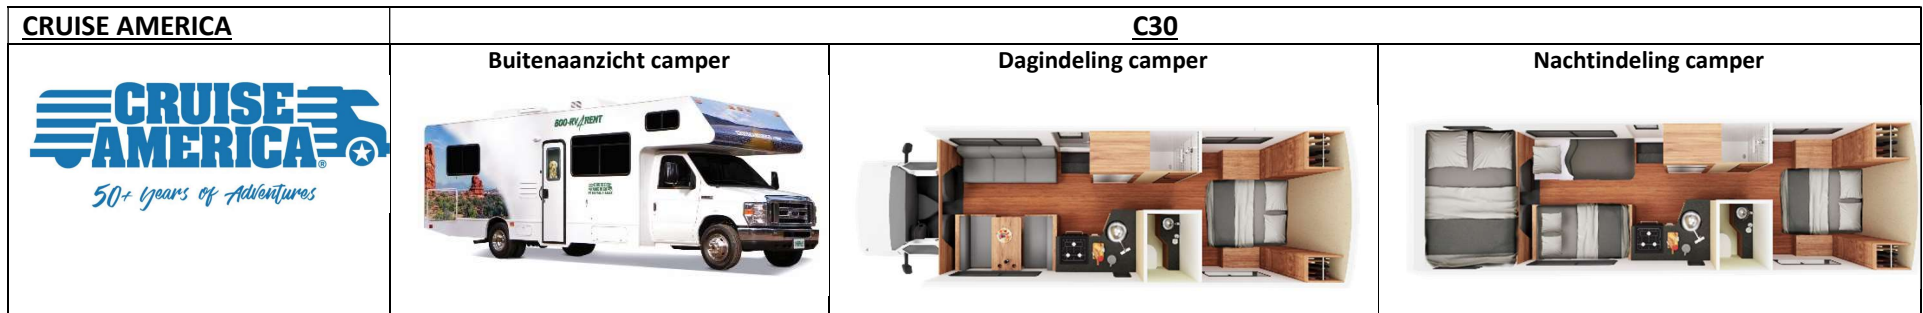 CRUISE AMERICA
C30
Buitenaanzicht camper
Dagindeling camper
Nachtindeling camper
CRUISE
AMERICA®
50+ years of Adventures
800-RV4RENT